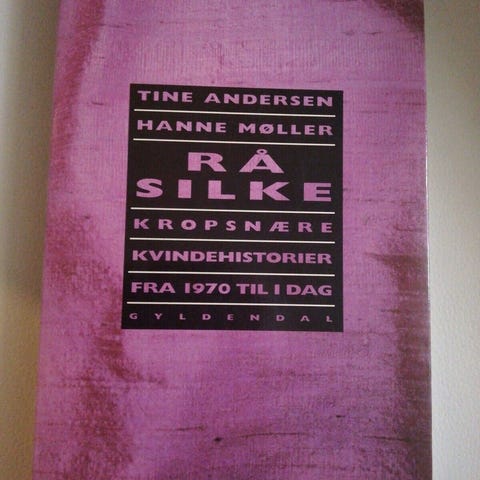 TINE ANDERSEN
HANNE MØLLER
RÅ
SILKE
KROPSNÆRE
KVINDEHISTORIER
FRA 1970 TIL I DAG
GYLDENDAL